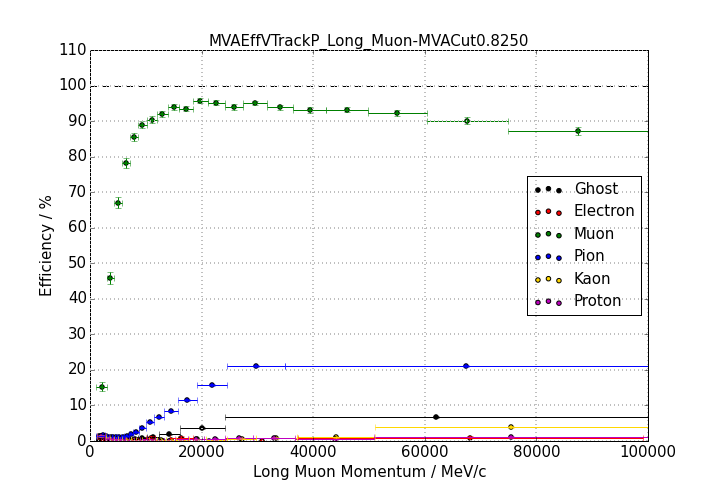 MVAEffVTrackP_Long_Muon-MVACut0.8250
110
100
90
80
70
60
50
40
30
20
10
0
Efficiency / %
Ghost
Electron
Muon
Pion
Kaon
Proton
0 20000 40000 60000 80000 100000
Long Muon Momentum / MeV/c